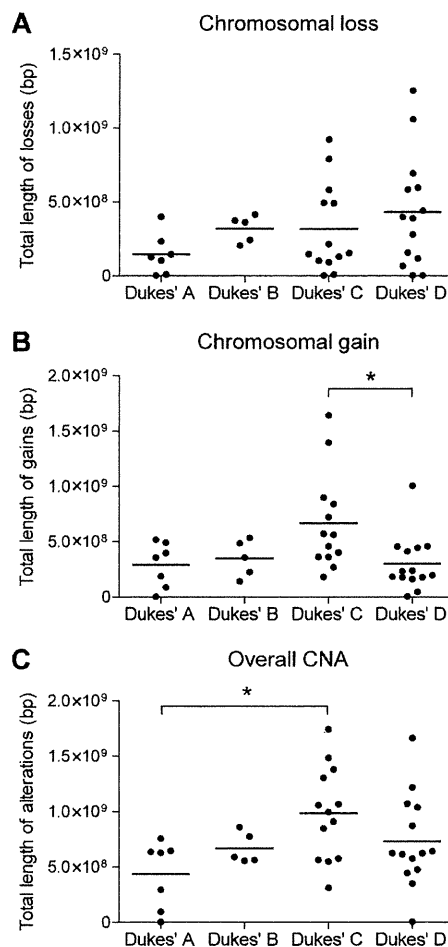 A Chromosomal loss
Total length of losses (bp)
1.5×10⁹
1.0×10⁹
5.0×10⁸
0
Dukes' A Dukes' B Dukes' C Dukes' D
B Chromosomal gain
Total length of gains (bp)
2.0×10⁹
1.5×10⁹
1.0×10⁹
5.0×10⁸
0
*
Dukes' A Dukes' B Dukes' C Dukes' D
C Overall CNA
Total length of alterations (bp)
2.0×10⁹
1.5×10⁹
1.0×10⁹
5.0×10⁸
0
*
Dukes' A Dukes' B Dukes' C Dukes' D